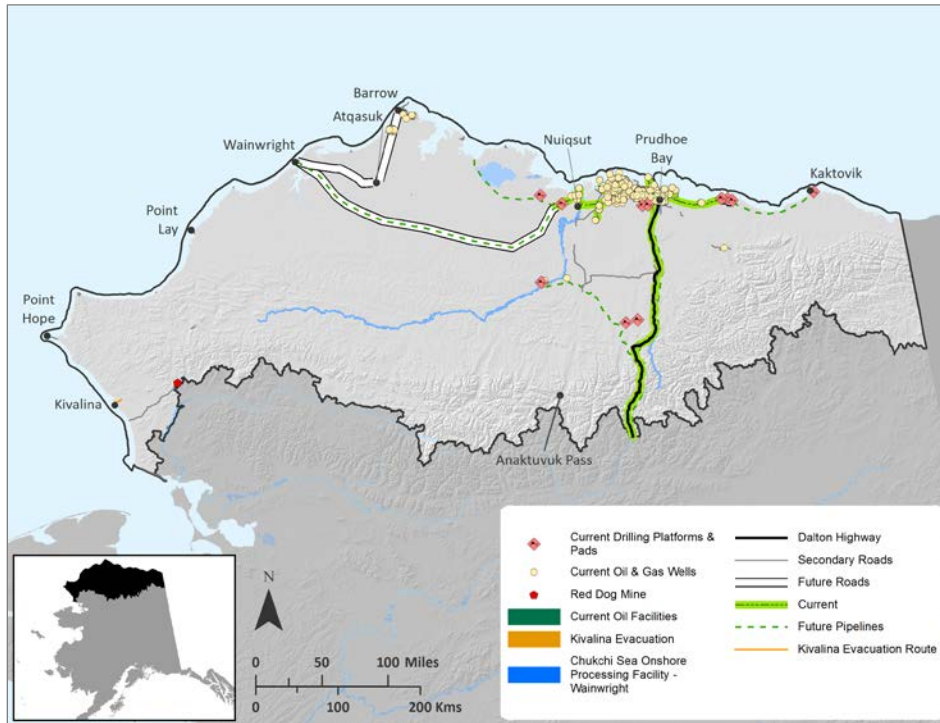 Barrow
Atqasuk
Wainwright
Nuiqsut
Prudhoe
Bay
Kaktovik
Point
Lay
Point
Hope
Kivalina
Anaktuvuk Pass
N
0 50 100 Miles
0 100 200 Kms
Current Drilling Platforms &
Pads
Current Oil & Gas Wells
Red Dog Mine
Current Oil Facilities
Kivalina Evacuation
Chukchi Sea Onshore
Processing Facility -
Wainwright
Dalton Highway
Secondary Roads
Future Roads
Current
Future Pipelines
Kivalina Evacuation Route